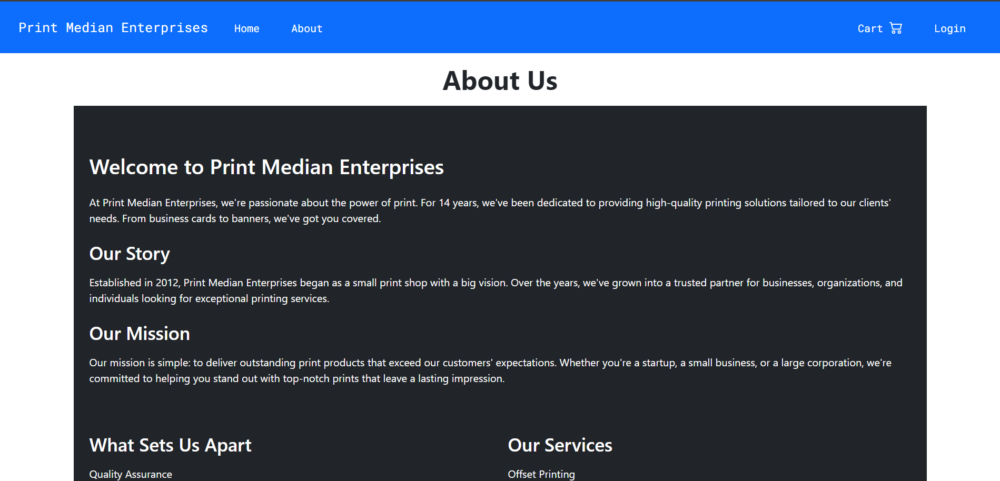 Print Median Enterprises Home About Cart Login
About Us
Welcome to Print Median Enterprises
At Print Median Enterprises, we're passionate about the power of print. For 14 years, we've been dedicated to providing high-quality printing solutions tailored to our clients'
needs. From business cards to banners, we've got you covered.
Our Story
Established in 2012, Print Median Enterprises began as a small print shop with a big vision. Over the years, we've grown into a trusted partner for businesses, organizations, and
individuals looking for exceptional printing services.
Our Mission
Our mission is simple: to deliver outstanding print products that exceed our customers' expectations. Whether you're a startup, a small business, or a large corporation, we're
committed to helping you stand out with top-notch prints that leave a lasting impression.
What Sets Us Apart
Quality Assurance
Our Services
Offset Printing